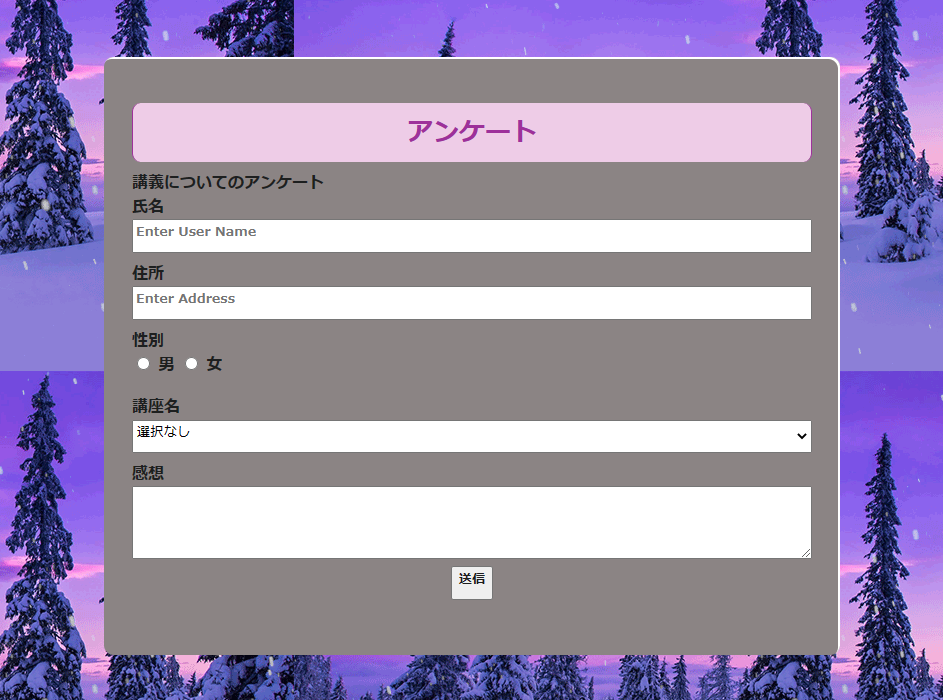 アンケート
講義についてのアンケート
氏名
Enter User Name
住所
Enter Address
性別
男 女
講座名
選択なし
感想
送信